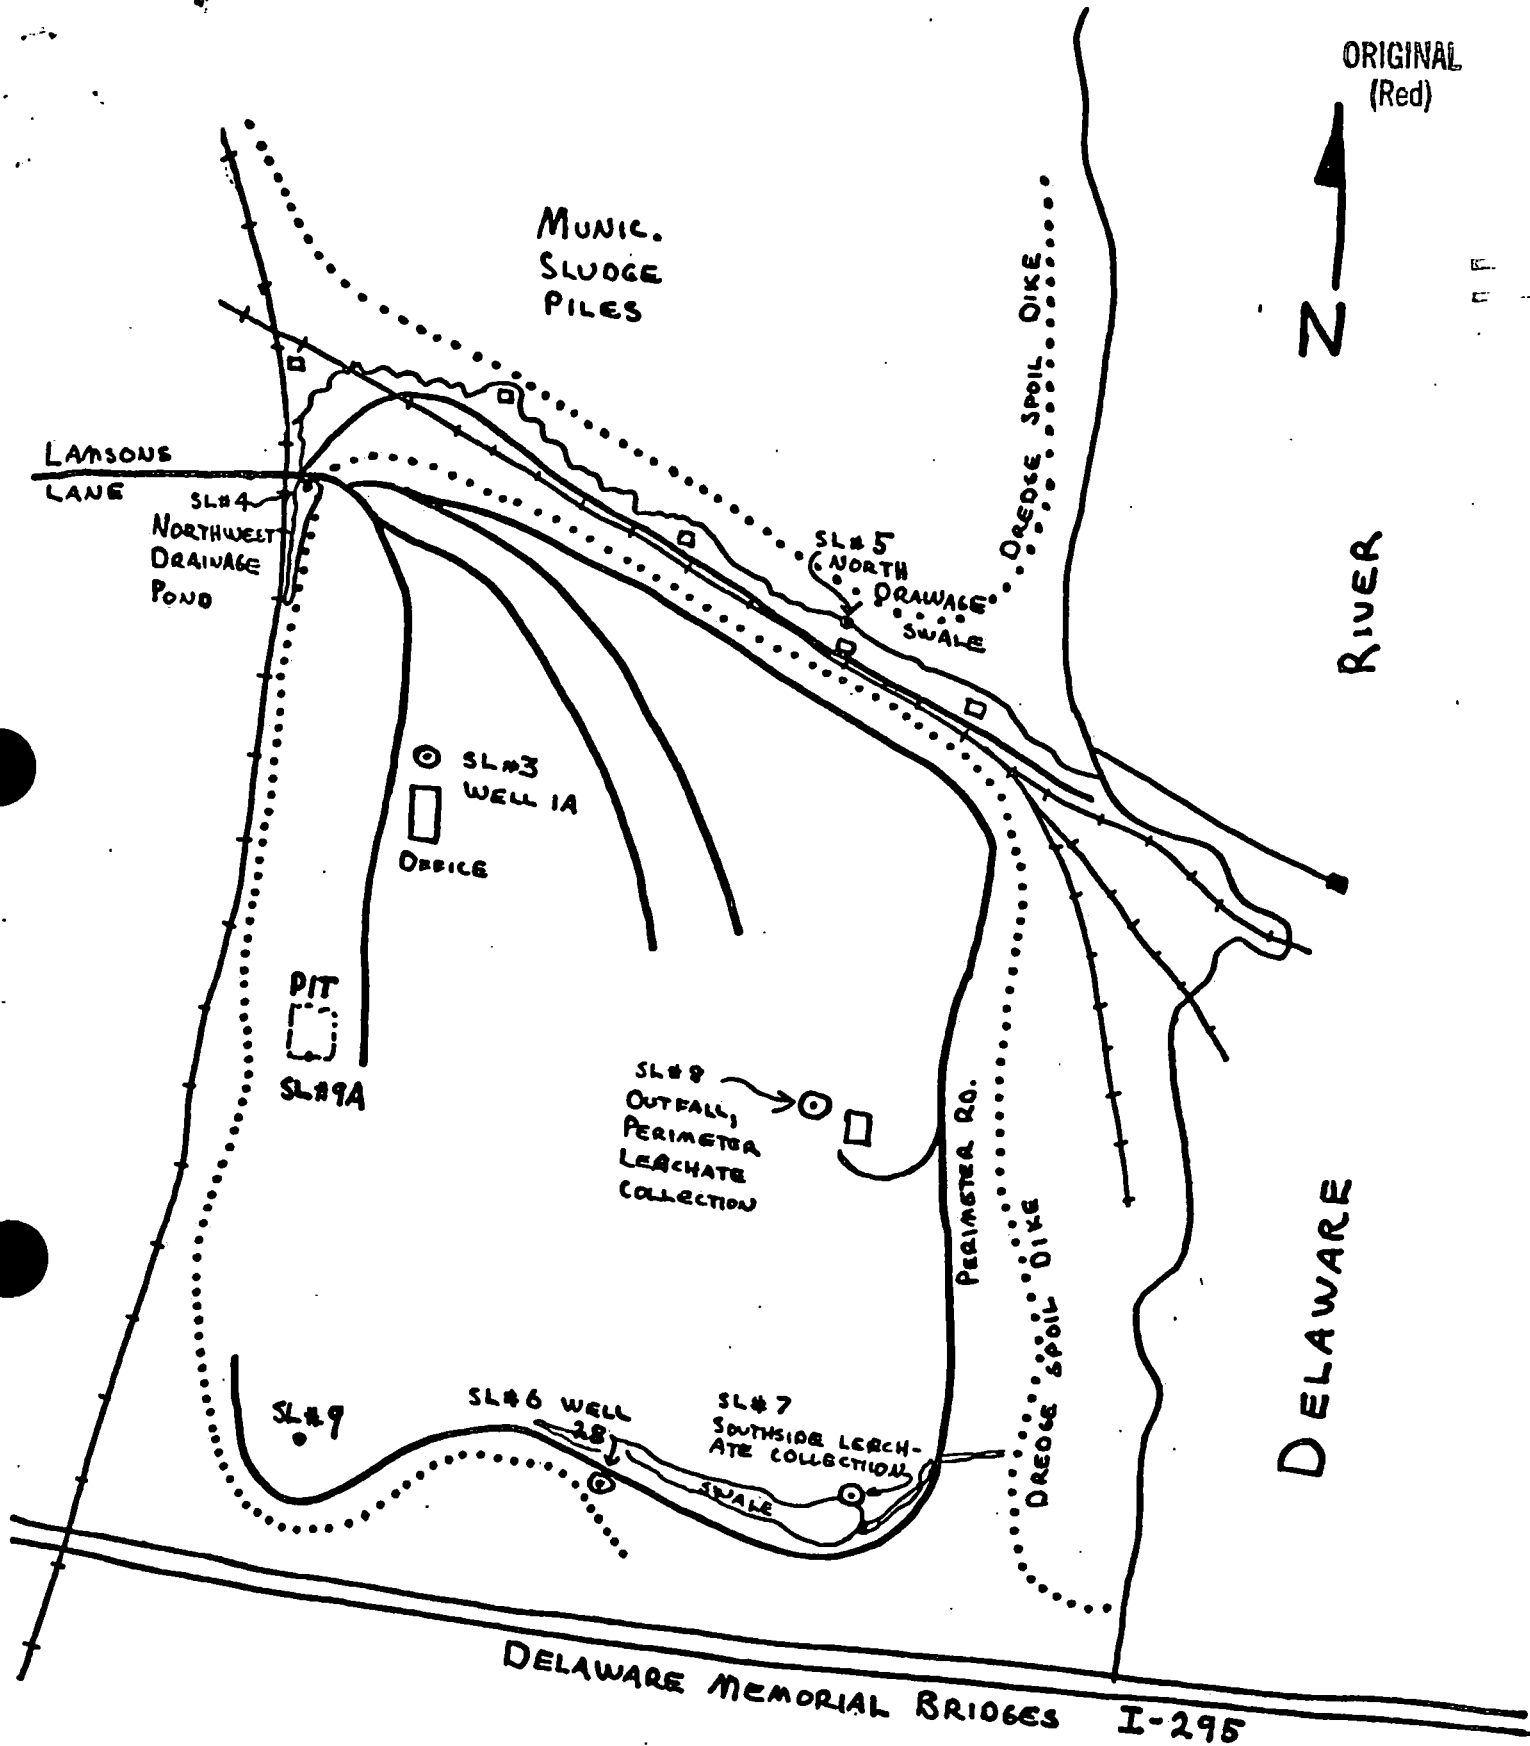 ORIGINAL
(Red)
N
MUNIC.
SLUDGE
PILES
DREDGE SPOIL DIKE
LAMSONS
LANE
SL#4
NORTHWEST
DRAINAGE
POND
SL#5
NORTH
DRAINAGE
SWALE
RIVER
SL#3
WELL 1A
OFFICE
PIT
SL#9A
SL#8
OUTFALL,
PERIMETER
LEACHATE
COLLECTION
PERIMETER RD.
DREDGE SPOIL DIKE
DELAWARE
SL#9
SL#6 WELL
2B
SL#7
SOUTHSIDE LEACH-
ATE COLLECTION
SWALE
DELAWARE MEMORIAL BRIDGES I-295